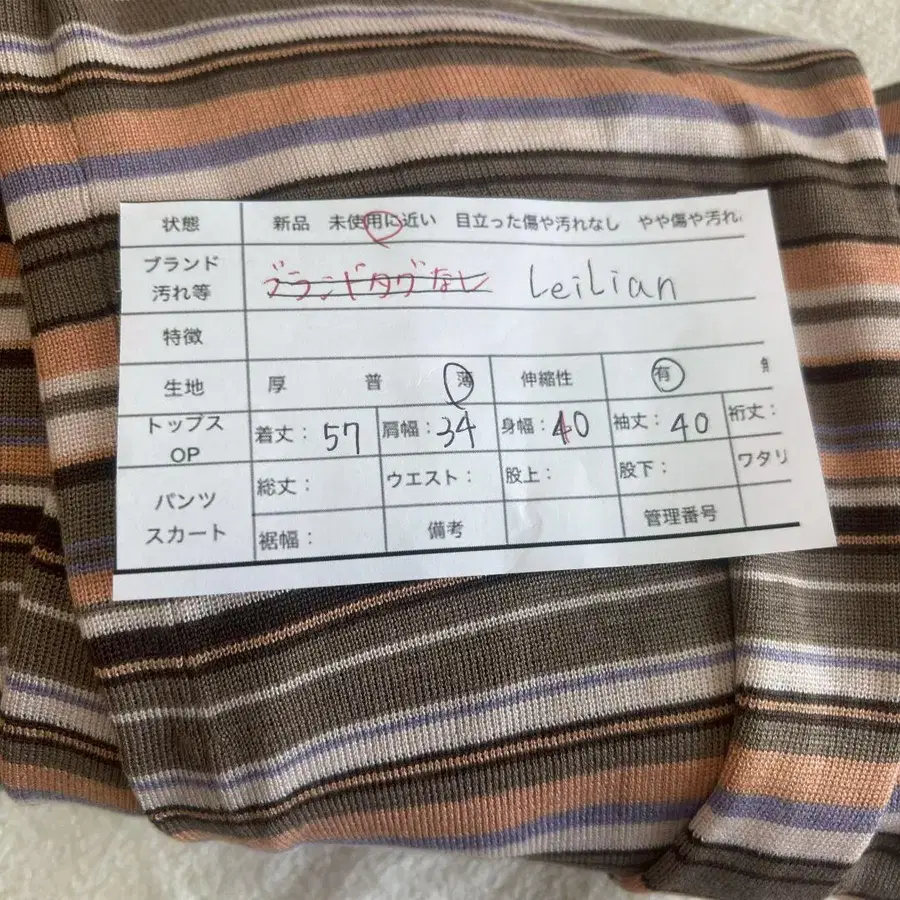 状態 新品 未使用に近い 目立った傷や汚れなし やや傷や汚れ
ブランド
汚れ等 ブランドタグなし LeiLian
特徴
生地 厚 普 薄 伸縮性 有
トップス
OP 着丈: 57 肩幅: 34 身幅: 40 袖丈: 40 裄丈:
パンツ
スカート 総丈: ウエスト: 股上: 股下: ワタリ
裾幅: 備考 管理番号